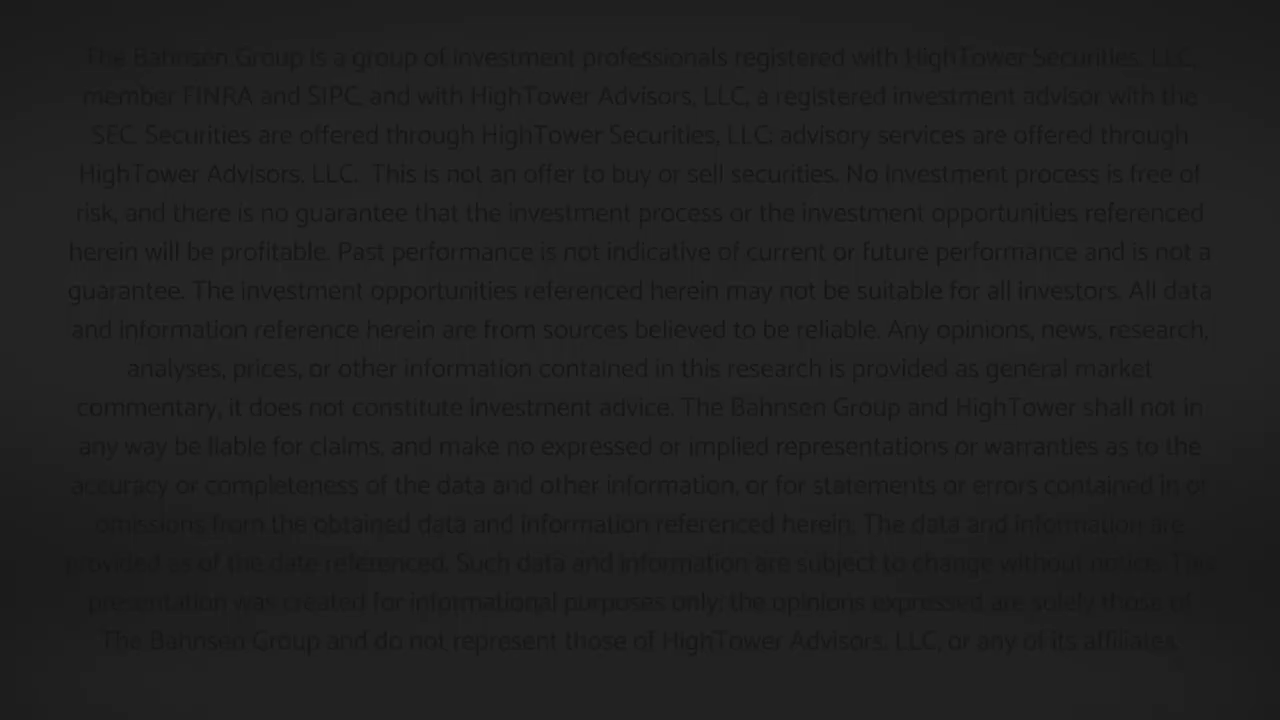 The Bahnsen Group is a group of investment professionals registered with HighTower Securities, LLC,
member FINRA and SIPC, and with HighTower Advisors, LLC, a registered investment advisor with the
SEC. Securities are offered through HighTower Securities, LLC; advisory services are offered through
HighTower Advisors, LLC. This is not an offer to buy or sell securities. No investment process is free of
risk, and there is no guarantee that the investment process or the investment opportunities referenced
herein will be profitable. Past performance is not indicative of current or future performance and is not a
guarantee. The investment opportunities referenced herein may not be suitable for all investors. All data
and information reference herein are from sources believed to be reliable. Any opinions, news, research,
analyses, prices, or other information contained in this research is provided as general market
commentary, it does not constitute investment advice. The Bahnsen Group and HighTower shall not in
any way be liable for claims, and make no expressed or implied representations or warranties as to the
accuracy or completeness of the data and other information, or for statements or errors contained in or
omissions from the obtained data and information referenced herein. The data and information are
provided as of the date referenced. Such data and information are subject to change without notice. This
presentation was created for informational purposes only; the opinions expressed are solely those of
The Bahnsen Group and do not represent those of HighTower Advisors, LLC, or any of its affiliates.